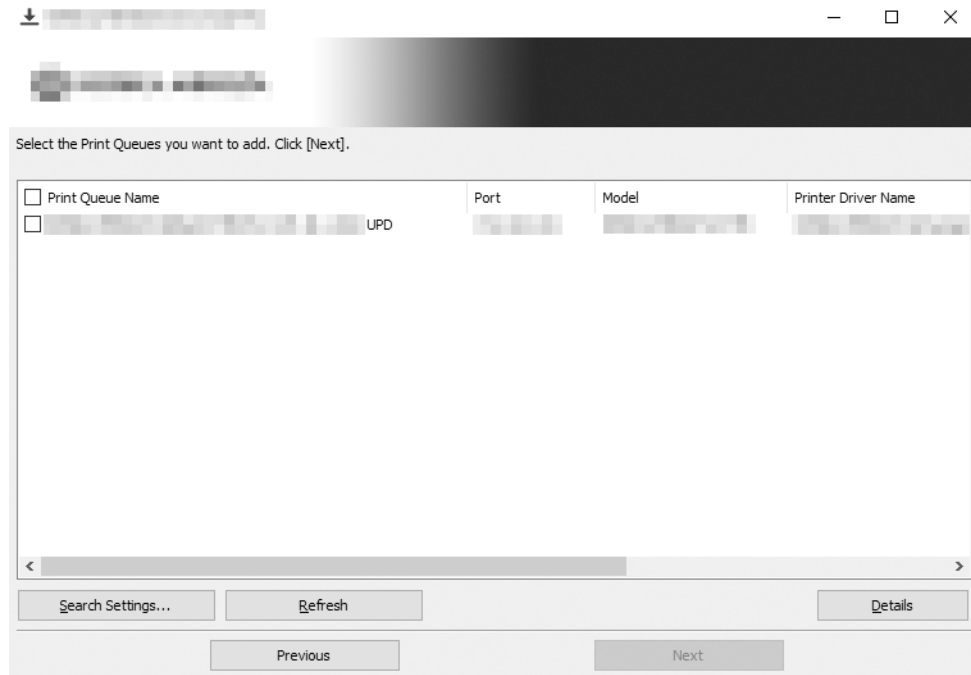 Select the Print Queues you want to add. Click [Next].
Print Queue Name Port Model Printer Driver Name
UPD
Search Settings... Refresh Details
Previous Next